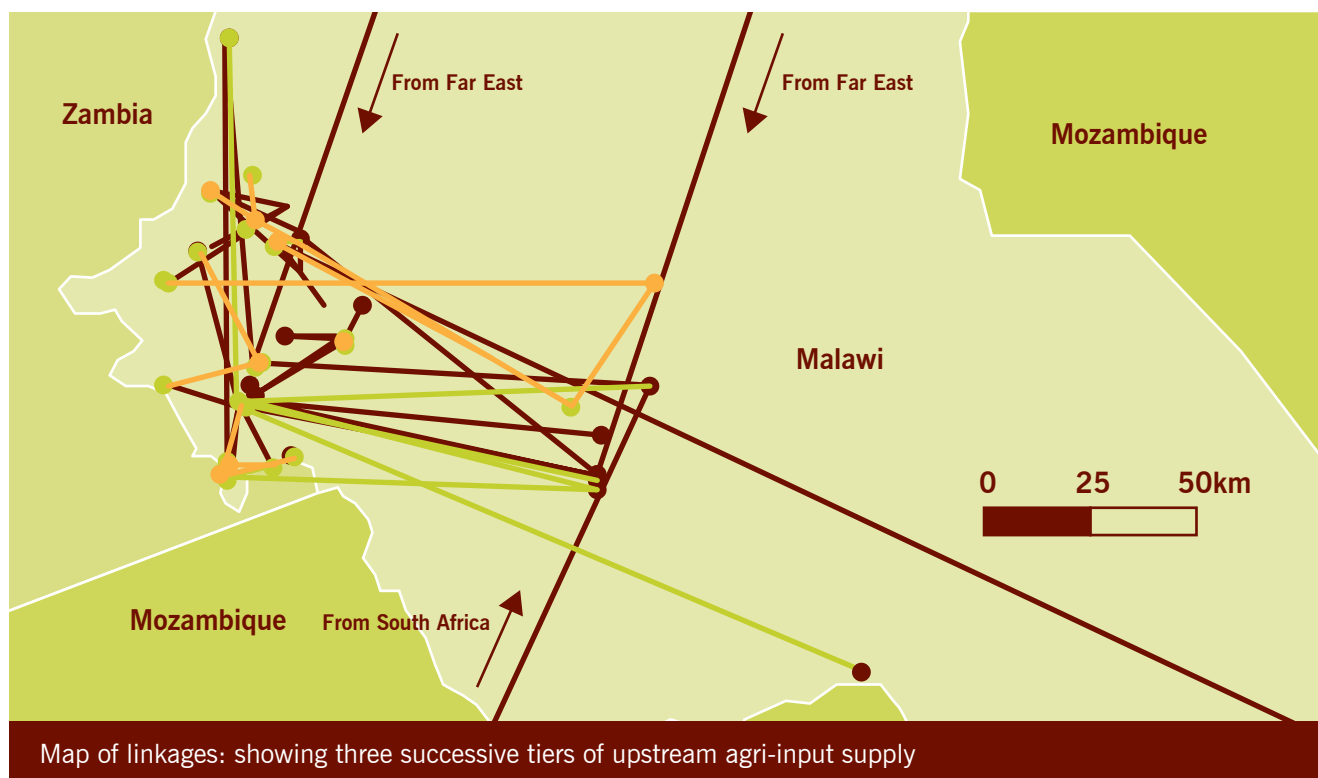 From Far East
From Far East
Zambia
Mozambique
Malawi
0 25 50km
Mozambique
From South Africa
Map of linkages: showing three successive tiers of upstream agri-input supply